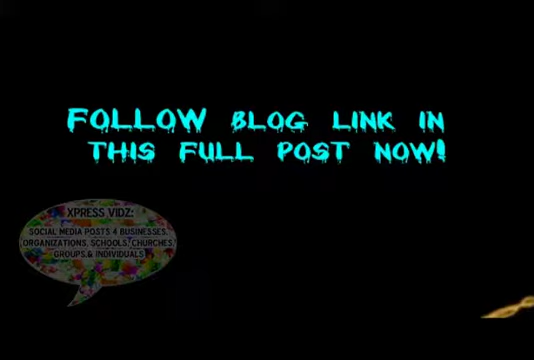 FOLLOW BLOG LINK IN
THIS FULL POST NOW!
XPRESS VIDZ:
SOCIAL MEDIA POSTS 4 BUSINESSES,
ORGANIZATIONS, SCHOOLS, CHURCHES,
GROUPS,& INDIVIDUALS